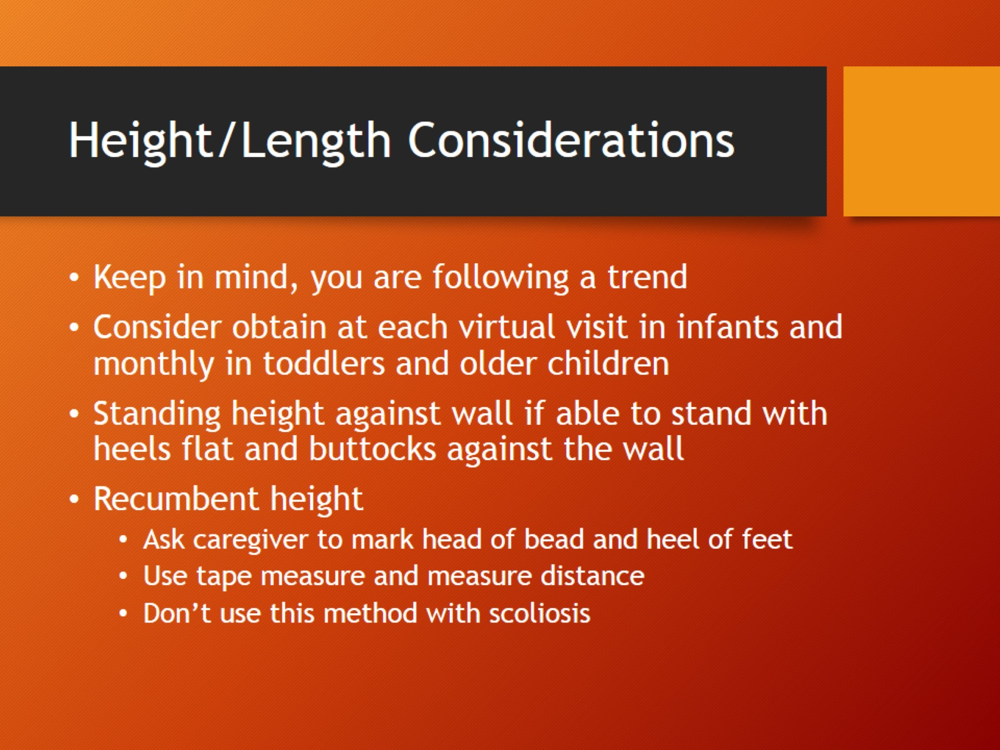 Height/Length Considerations
• Keep in mind, you are following a trend
• Consider obtain at each virtual visit in infants and
monthly in toddlers and older children
• Standing height against wall if able to stand with
heels flat and buttocks against the wall
• Recumbent height
• Ask caregiver to mark head of bead and heel of feet
• Use tape measure and measure distance
• Don’t use this method with scoliosis